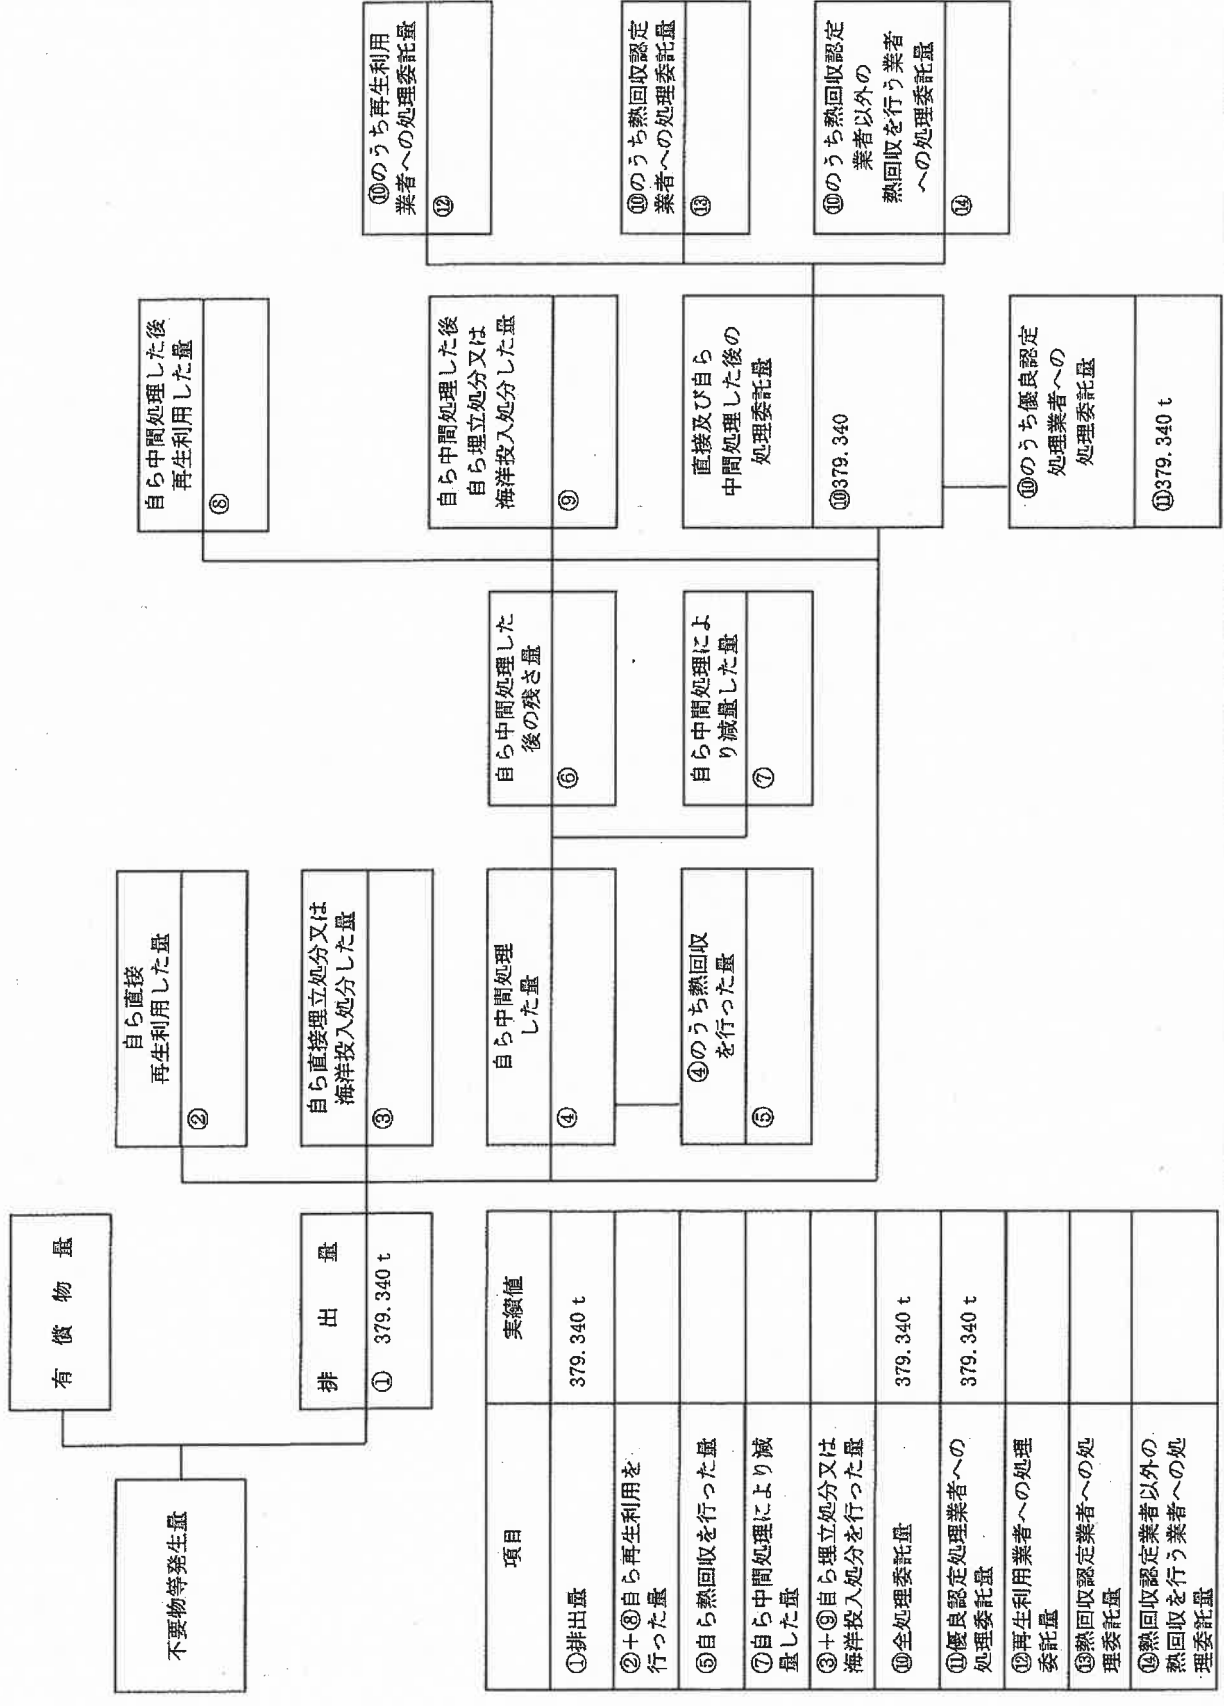 有 償 物 量
不要物等発生量
排 出 量
① 379.340 t
自ら直接
再生利用した量
②
自ら直接埋立処分又は
海洋投入処分した量
③
自ら中間処理
した量
④
④のうち熱回収
を行った量
⑤
自ら中間処理した
後の残さ量
⑥
自ら中間処理によ
り減量した量
⑦
自ら中間処理した後
再生利用した量
⑧
自ら中間処理した後
自ら埋立処分又は
海洋投入処分した量
⑨
直接及び自ら
中間処理した後の
処理委託量
⑩379.340
⑩のうち優良認定
処理業者への
処理委託量
⑪379.340 t
⑩のうち再生利用
業者への処理委託量
⑫
⑩のうち熱回収認定
業者への処理委託量
⑬
⑩のうち熱回収認定
業者以外の
熱回収を行う業者
への処理委託量
⑭
項目 実績値
①排出量 379.340 t
②+⑧自ら再生利用を
行った量
⑤自ら熱回収を行った量
⑦自ら中間処理により減
量した量
③+⑨自ら埋立処分又は
海洋投入処分を行った量
⑩全処理委託量 379.340 t
⑪優良認定処理業者への
処理委託量 379.340 t
⑫再生利用業者への処理
委託量
⑬熱回収認定業者への処
理委託量
⑭熱回収認定業者以外の
熱回収を行う業者への処
理委託量